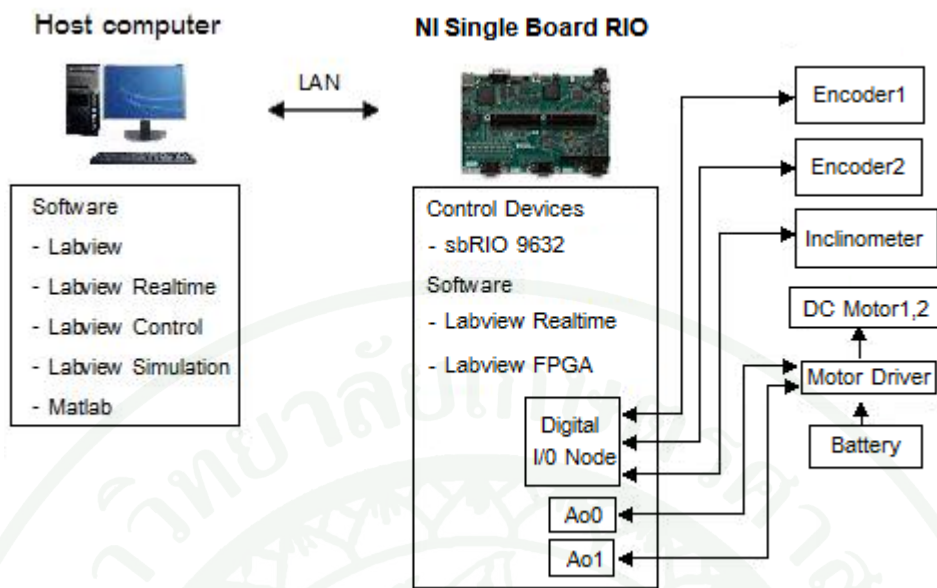 Host computer
NI Single Board RIO
LAN
Software
- Labview
- Labview Realtime
- Labview Control
- Labview Simulation
- Matlab
Control Devices
- sbRIO 9632
Software
- Labview Realtime
- Labview FPGA
Digital
I/0 Node
Ao0
Ao1
Encoder1
Encoder2
Inclinometer
DC Motor1,2
Motor Driver
Battery